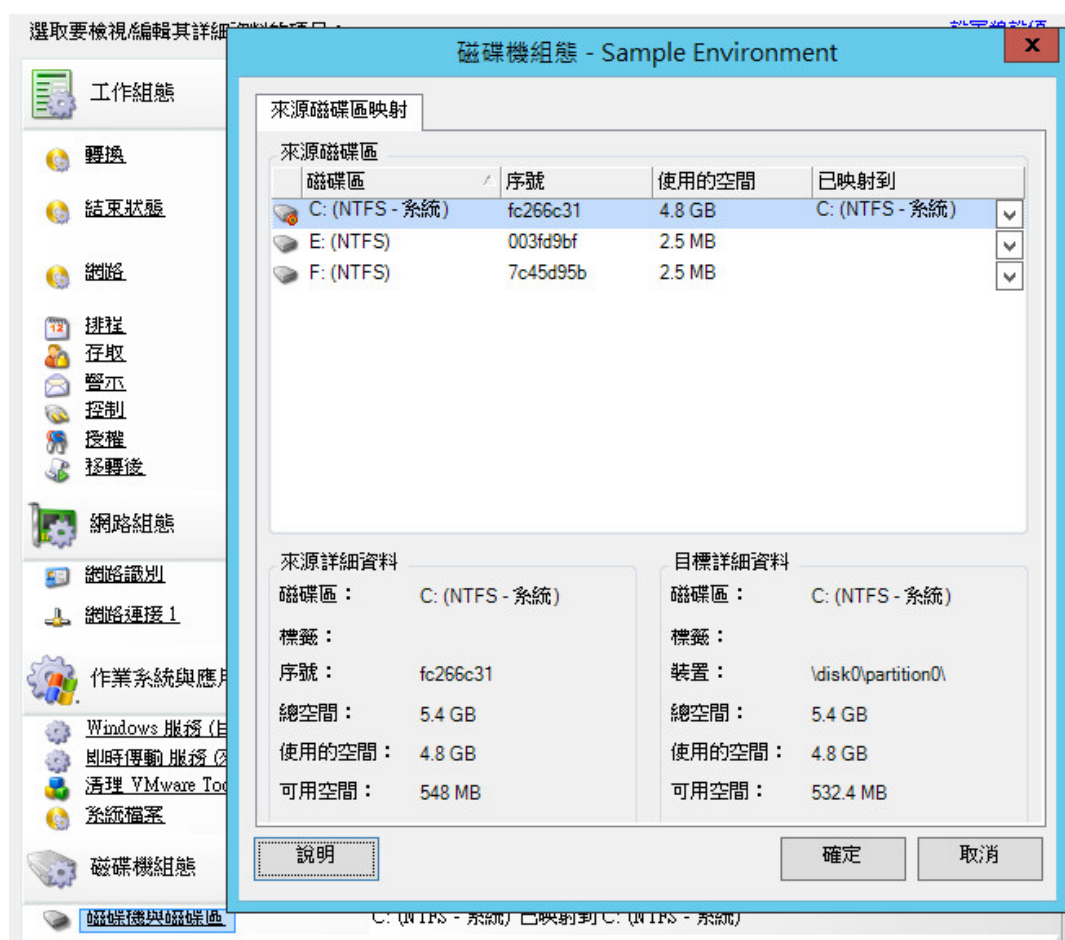 選取要檢視/編輯其詳細
磁碟機組態 - Sample Environment
x
工作組態
轉換
結束狀態
網路
排程
存取
警示
控制
授權
移轉後
網路組態
網路識別
網路連接 1
作業系統與應用
Windows 服務 (目
即時傳輸 服務
清理 VMware Too
系統檔案
磁碟機組態
磁碟機與磁碟區
來源磁碟區映射
來源磁碟區
磁碟區 序號 使用的空間 已映射到
C: (NTFS - 系統) fc266c31 4.8 GB C: (NTFS - 系統)
E: (NTFS) 003fd9bf 2.5 MB
F: (NTFS) 7c45d95b 2.5 MB
來源詳細資料
磁碟區： C: (NTFS - 系統)
標籤：
序號： fc266c31
總空間： 5.4 GB
使用的空間： 4.8 GB
可用空間： 548 MB
目標詳細資料
磁碟區： C: (NTFS - 系統)
標籤：
裝置： \disk0\partition0\
總空間： 5.4 GB
使用的空間： 4.8 GB
可用空間： 532.4 MB
說明 確定 取消
C: (NTFS - 系統) 已映射到 C: (NTFS - 系統)